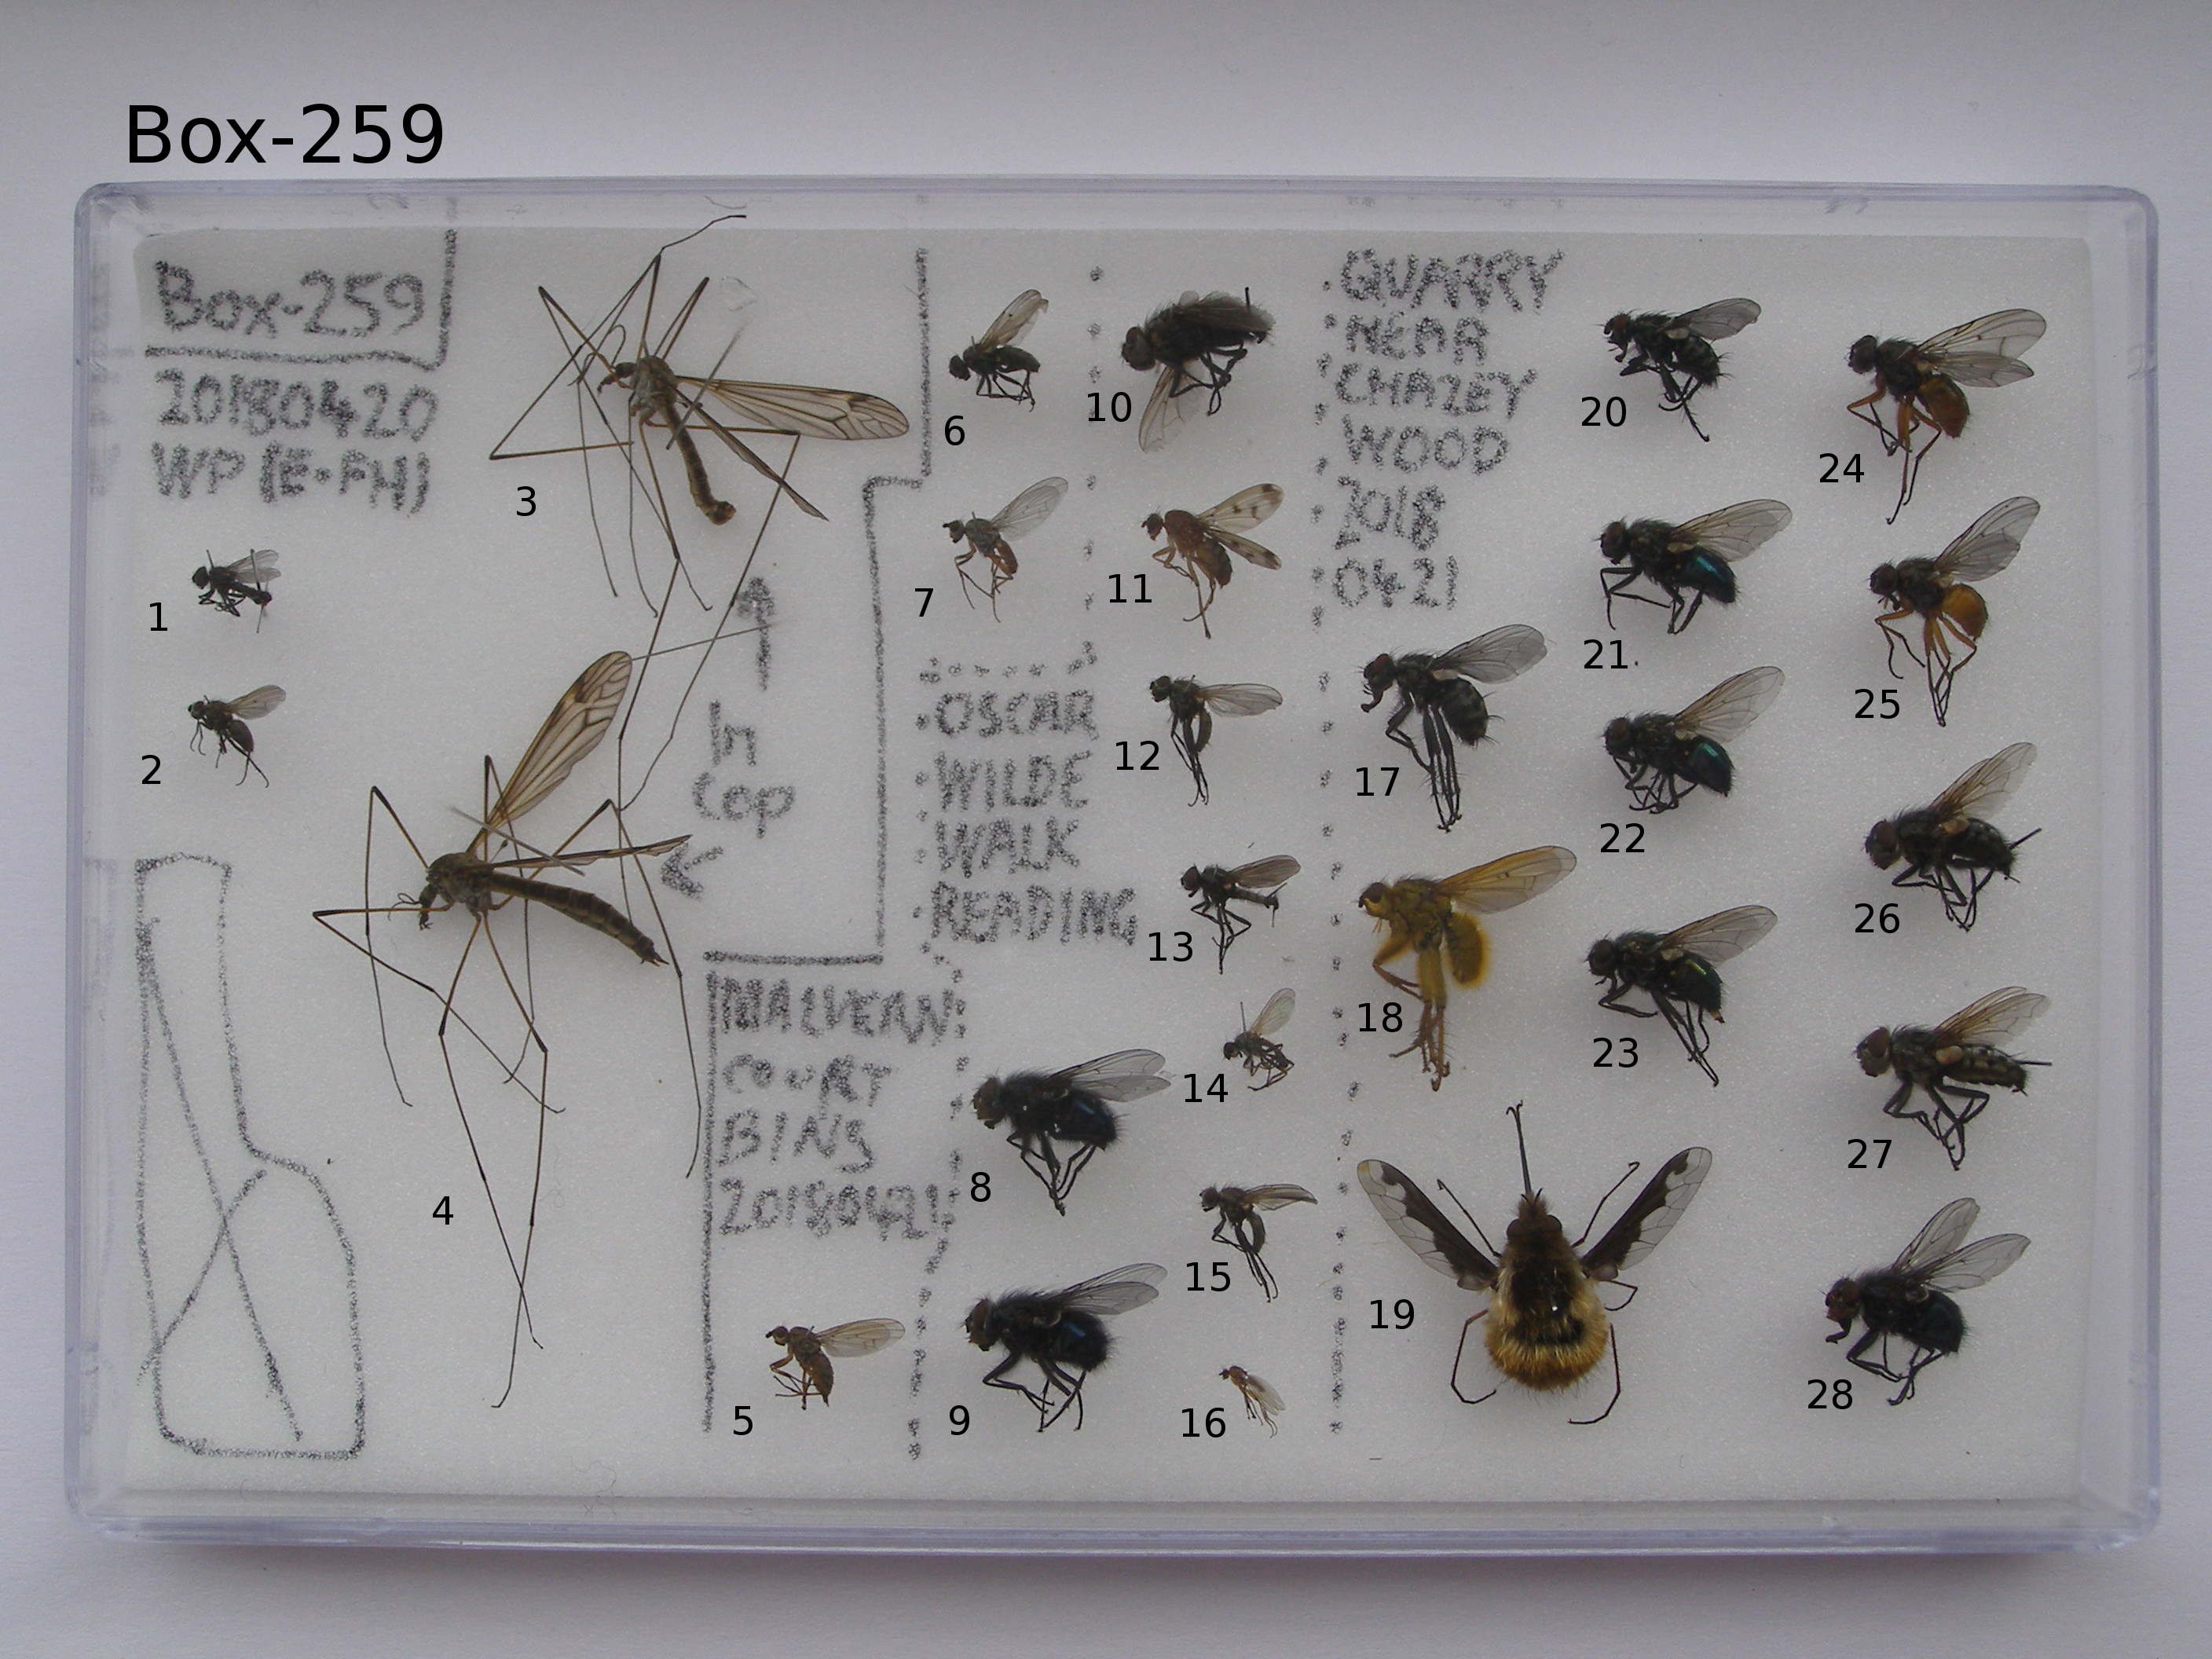 Box-259
Box-259
20180420
WP (E.FH)
1
2
3
4
In
Cop
MALVERN
COURT
BINS
20180421
5
6
7
OSCAR
WILDE
WALK
READING
8
9
10
11
12
13
14
15
16
QUARRY
NEAR
CHAZEY
WOOD
2018
0421
17
18
19
20
21.
22
23
24
25
26
27
28